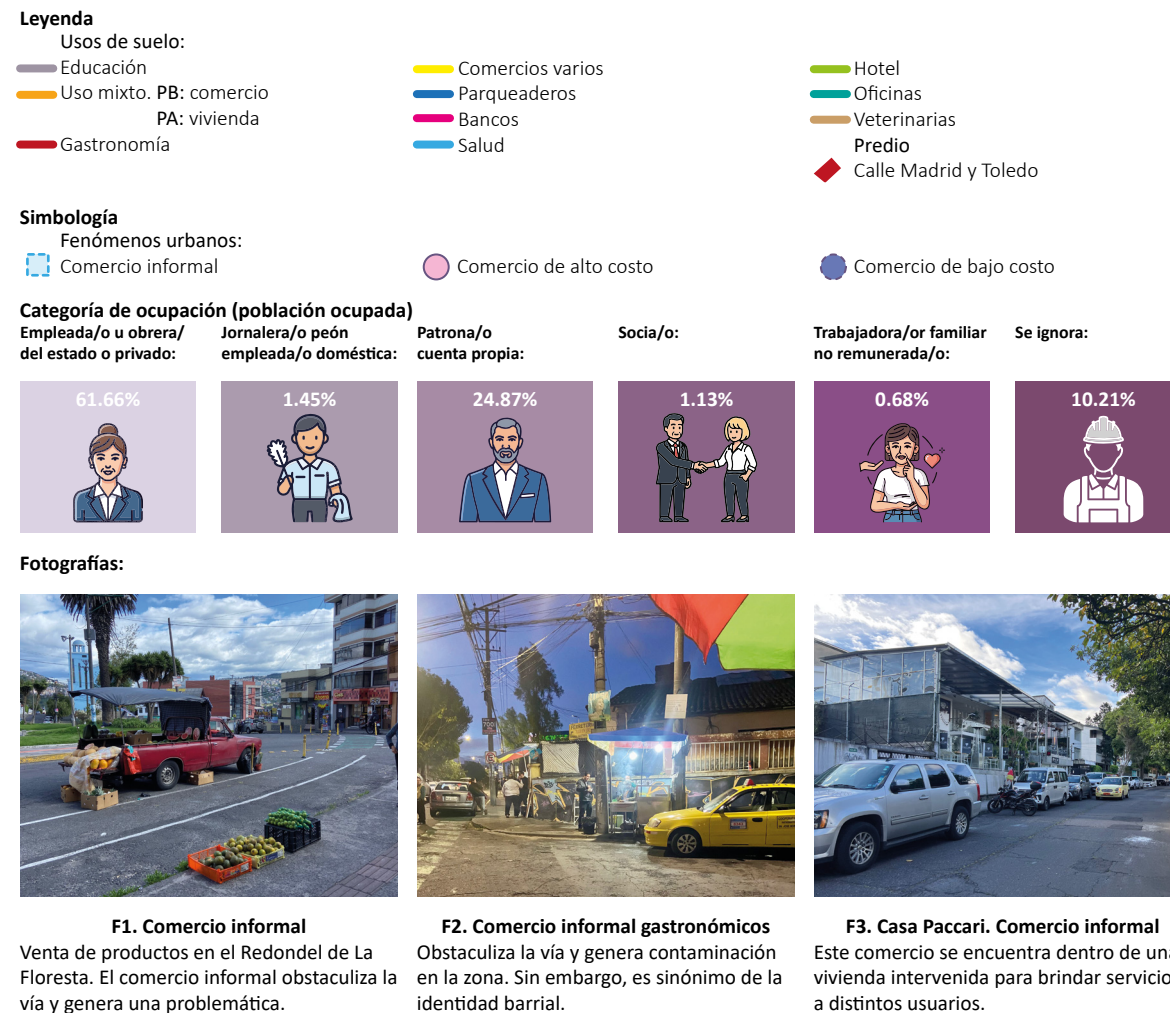 Leyenda
Usos de suelo:
Educación
Uso mixto. PB: comercio
PA: vivienda
Gastronomía
Comercios varios
Parqueaderos
Bancos
Salud
Hotel
Oficinas
Veterinarias
Predio
Calle Madrid y Toledo
Simbología
Fenómenos urbanos:
Comercio informal
Comercio de alto costo
Comercio de bajo costo
Categoría de ocupación (población ocupada)
Empleada/o u obrera/
del estado o privado:
Jornalera/o peón
empleada/o doméstica:
Patrona/o
cuenta propia:
Socia/o:
Trabajadora/or familiar
no remunerada/o:
Se ignora:
61.66%
1.45%
24.87%
1.13%
0.68%
10.21%
Fotografías:
F1. Comercio informal
Venta de productos en el Redondel de La
Floresta. El comercio informal obstaculiza la
vía y genera una problemática.
F2. Comercio informal gastronómicos
Obstaculiza la vía y genera contaminación
en la zona. Sin embargo, es sinónimo de la
identidad barrial.
F3. Casa Paccari. Comercio informal
Este comercio se encuentra dentro de una
vivienda intervenida para brindar servicio
a distintos usuarios.